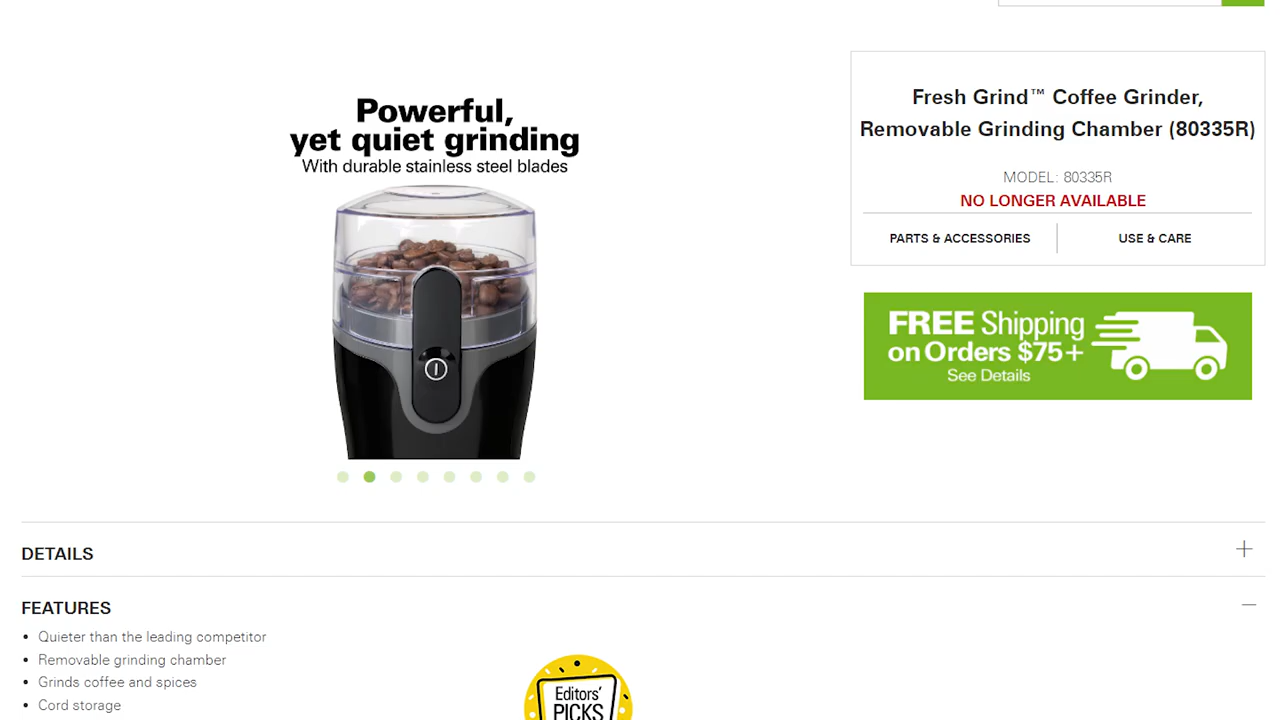 Powerful,
yet quiet grinding
With durable stainless steel blades
Fresh Grind™ Coffee Grinder,
Removable Grinding Chamber (80335R)
MODEL: 80335R
NO LONGER AVAILABLE
PARTS & ACCESSORIES
USE & CARE
FREE Shipping
on Orders $75+
See Details
DETAILS
FEATURES
• Quieter than the leading competitor
• Removable grinding chamber
• Grinds coffee and spices
• Cord storage
Editors'
PICKS